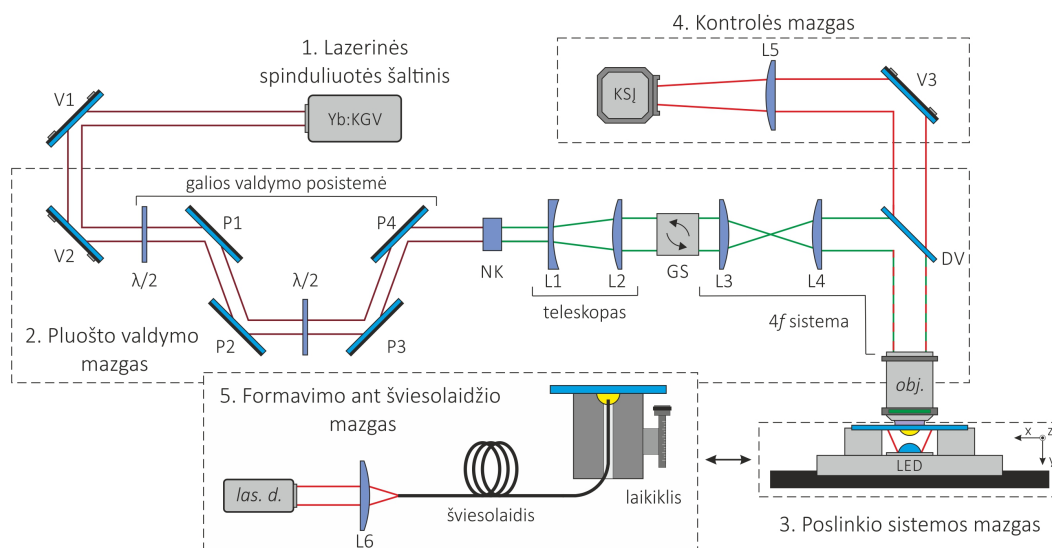 1. Lazerinės
spinduliuotės šaltinis
V1
Yb:KGV
4. Kontrolės mazgas
L5
V3
KSĮ
galios valdymo posistemė
V2
λ/2
P1
P4
λ/2
P2
P3
NK
L1
L2
teleskopas
GS
L3
L4
DV
4f sistema
2. Pluošto valdymo
mazgas
obj.
5. Formavimo ant šviesolaidžio
mazgas
las. d.
L6
šviesolaidis
laikiklis
x
z
y
LED
3. Poslinkio sistemos mazgas